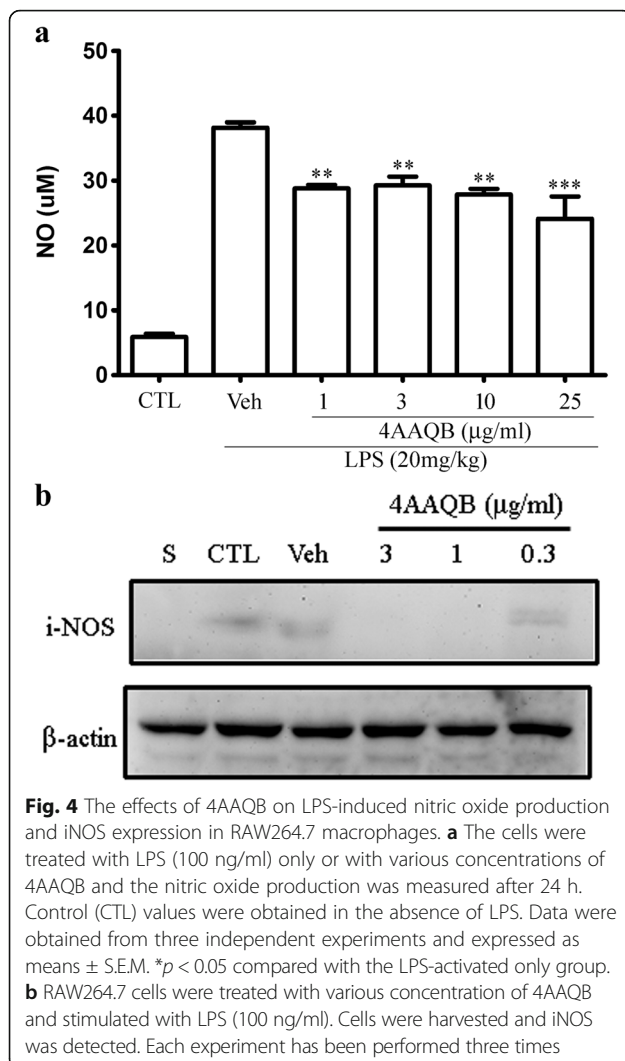 a
50
40
30
20
10
0
NO (uM)
** ** ** ***
CTL Veh 1 3 10 25
4AAQB (µg/ml)
LPS (20mg/kg)
b
4AAQB (µg/ml)
S CTL Veh 3 1 0.3
i-NOS
β-actin
Fig. 4 The effects of 4AAQB on LPS-induced nitric oxide production
and iNOS expression in RAW264.7 macrophages. a The cells were
treated with LPS (100 ng/ml) only or with various concentrations of
4AAQB and the nitric oxide production was measured after 24 h.
Control (CTL) values were obtained in the absence of LPS. Data were
obtained from three independent experiments and expressed as
means ± S.E.M. *p < 0.05 compared with the LPS-activated only group.
b RAW264.7 cells were treated with various concentration of 4AAQB
and stimulated with LPS (100 ng/ml). Cells were harvested and iNOS
was detected. Each experiment has been performed three times